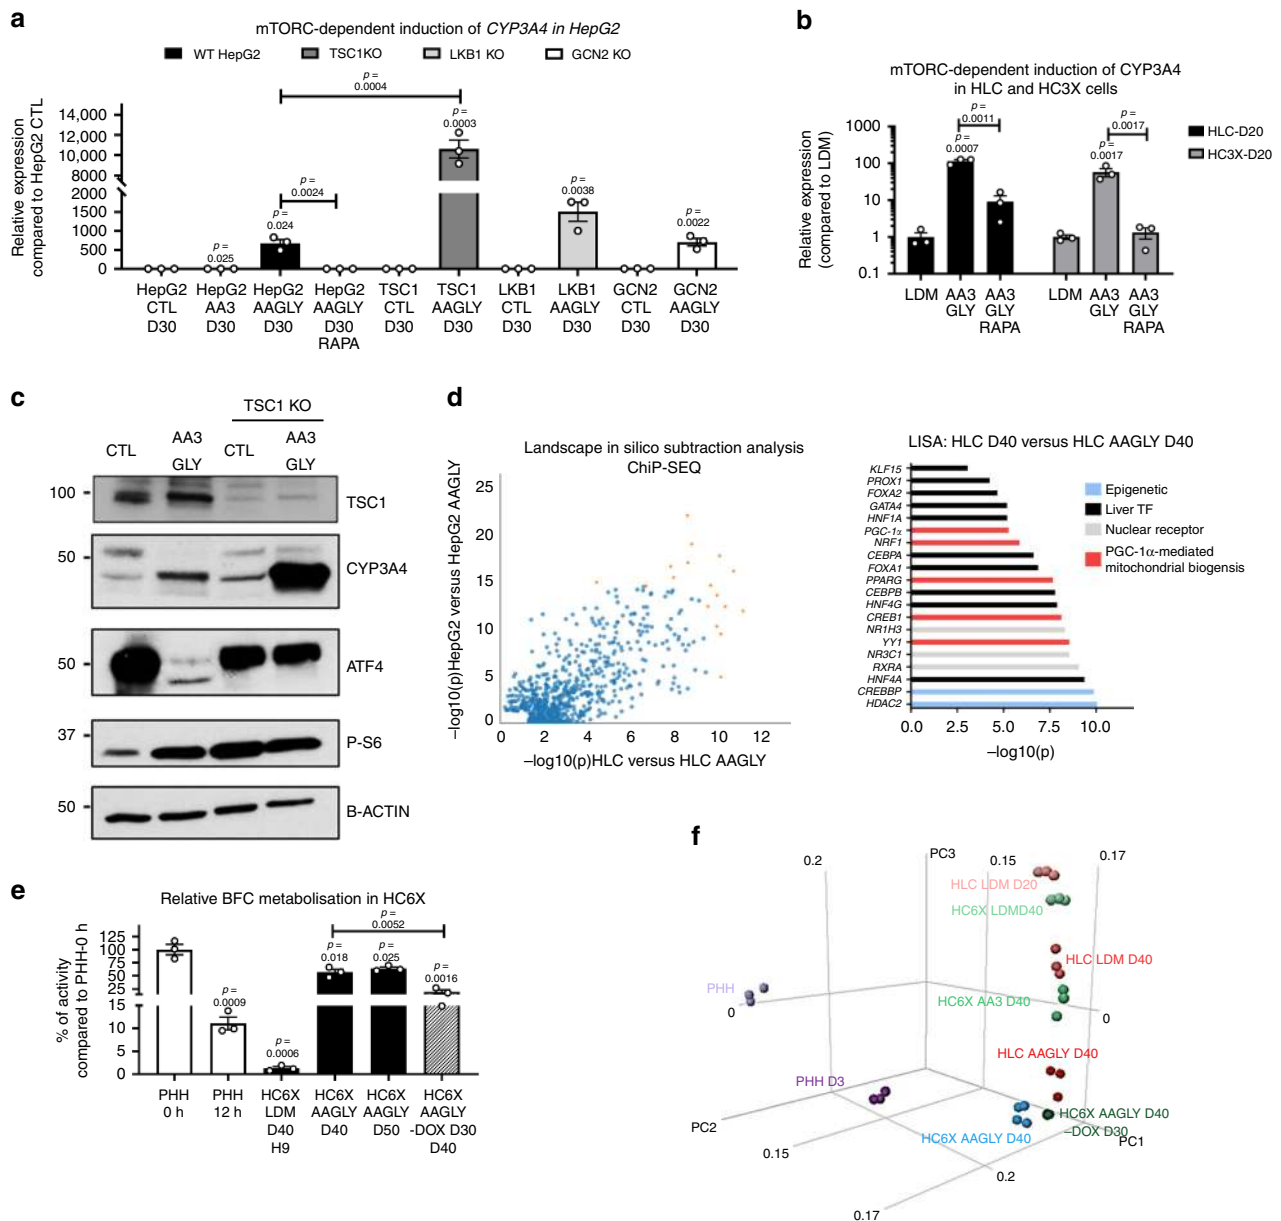 a
mTORC-dependent induction of CYP3A4 in HepG2
WT HepG2
TSC1KO
LKB1 KO
GCN2 KO
Relative expression
compared to HepG2 CTL
14,000
12,000
10,000
8000
2000
1500
1000
500
0
p =
0.025
p =
0.024
p =
0.0024
p =
0.0004
p =
0.0003
p =
0.0038
p =
0.0022
HepG2
CTL
D30
HepG2
AA3
D30
HepG2
AAGLY
D30
HepG2
AAGLY
D30
RAPA
TSC1
CTL
D30
TSC1
AAGLY
D30
LKB1
CTL
D30
LKB1
AAGLY
D30
GCN2
CTL
D30
GCN2
AAGLY
D30
b
mTORC-dependent induction of CYP3A4
in HLC and HC3X cells
Relative expression
(compared to LDM)
1000
100
10
1
0.1
p =
0.0007
p =
0.0011
p =
0.0017
p =
0.0017
HLC-D20
HC3X-D20
LDM
AA3
GLY
AA3
GLY
RAPA
LDM
AA3
GLY
AA3
GLY
RAPA
c
TSC1 KO
CTL
AA3
GLY
CTL
AA3
GLY
100
TSC1
50
CYP3A4
50
ATF4
37
P-S6
50
B-ACTIN
d
Landscape in silico subtraction analysis
ChiP-SEQ
–log10(p)HepG2 versus HepG2 AAGLY
25
20
15
10
5
0
0
2
4
6
8
10
12
–log10(p)HLC versus HLC AAGLY
LISA: HLC D40 versus HLC AAGLY D40
KLF15
PROX1
FOXA2
GATA4
HNF1A
PGC-1α
NRF1
CEBPA
FOXA1
PPARG
CEBPB
HNF4G
CREB1
NR1H3
YY1
NR3C1
RXRA
HNF4A
CREBBP
HDAC2
0.0
2.5
5.0
7.5
10.0
–log10(p)
Epigenetic
Liver TF
Nuclear receptor
PGC-1α-mediated
mitochondrial biogensis
e
Relative BFC metabolisation in HC6X
% of activity
compared to PHH-0 h
125
100
75
50
25
15
10
5
0
p =
0.0009
p =
0.0006
p =
0.018
p =
0.025
p =
0.0052
p =
0.0016
PHH
0 h
PHH
12 h
HC6X
LDM
D40
H9
HC6X
AAGLY
D40
HC6X
AAGLY
D50
HC6X
AAGLY
-DOX D30
D40
f
0.2
PC3
0.15
0.17
HLC LDM D20
HC6X LDMD40
HLC LDM D40
PHH
0
HC6X AA3 D40
0
HLC AAGLY D40
PHH D3
HC6X AAGLY D40
–DOX D30
PC1
PC2
HC6X AAGLY D40
0.15
0.2
0.17